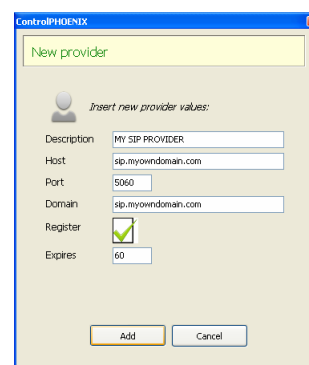 ControlPHOENIX
New provider
Insert new provider values:
Description MY SIP PROVIDER
Host sip.myowndomain.com
Port 5060
Domain sip.myowndomain.com
Register
Expires 60
Add Cancel